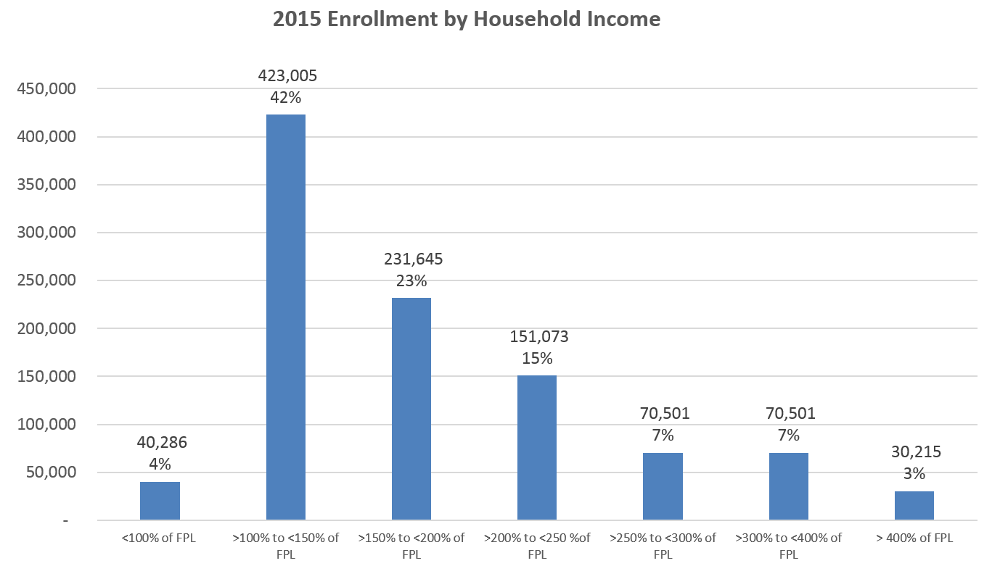 2015 Enrollment by Household Income
423,005
42%
450,000
400,000
350,000
300,000
250,000
200,000
150,000
100,000
50,000
-
231,645
23%
151,073
15%
70,501
7%
70,501
7%
40,286
4%
30,215
3%
<100% of FPL
>100% to <150% of
FPL
>150% to <200% of
FPL
>200% to <250 %of
FPL
>250% to <300% of
FPL
>300% to <400% of
FPL
> 400% of FPL